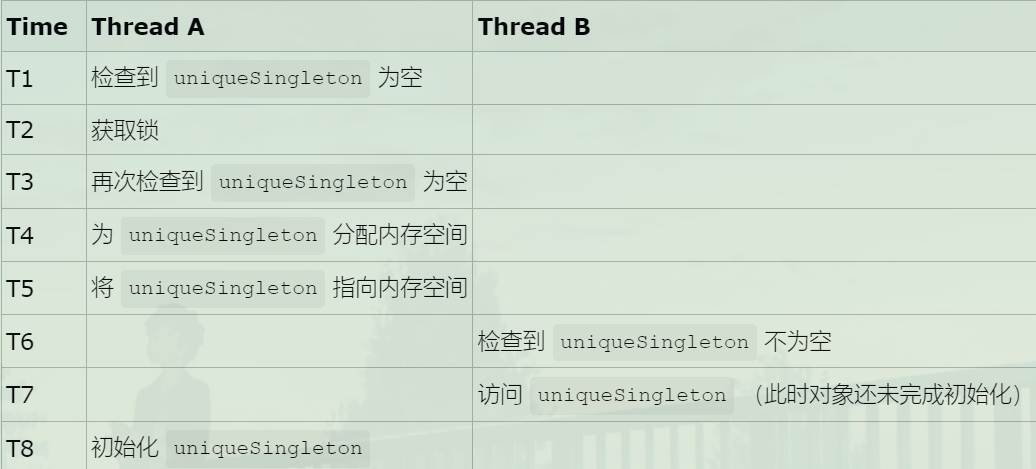 Time Thread A Thread B
T1 检查到 uniqueSingleton 为空
T2 获取锁
T3 再次检查到 uniqueSingleton 为空
T4 为 uniqueSingleton 分配内存空间
T5 将 uniqueSingleton 指向内存空间
T6 检查到 uniqueSingleton 不为空
T7 访问 uniqueSingleton （此时对象还未完成初始化）
T8 初始化 uniqueSingleton